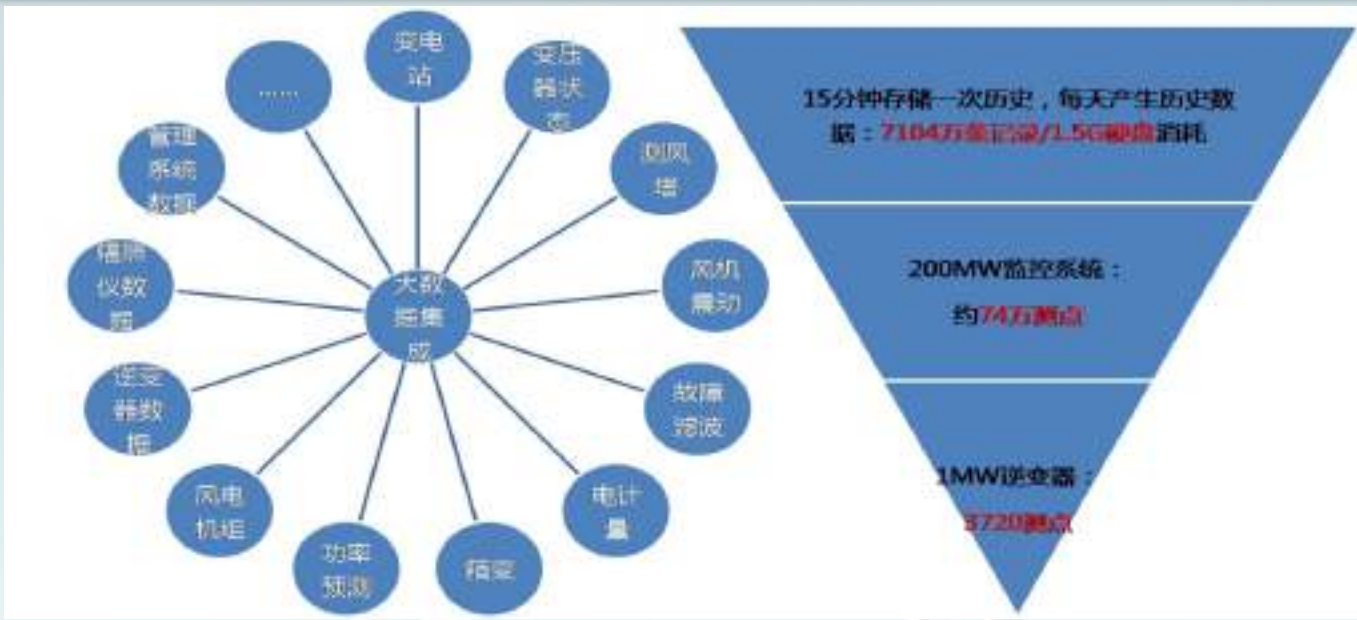 变电
站
变压
器状
态
测风
塔
风机
震动
故障
滤波
电计
量
箱变
功率
预测
风电
机组
逆变
器数
据
辐照
仪数
据
管理
系统
数据
……
大数
据集
成
15分钟存储一次历史，每天产生历史数
据：7104万条记录/1.5G硬盘消耗
200MW监控系统：
约74万测点
1MW逆变器：
3720测点